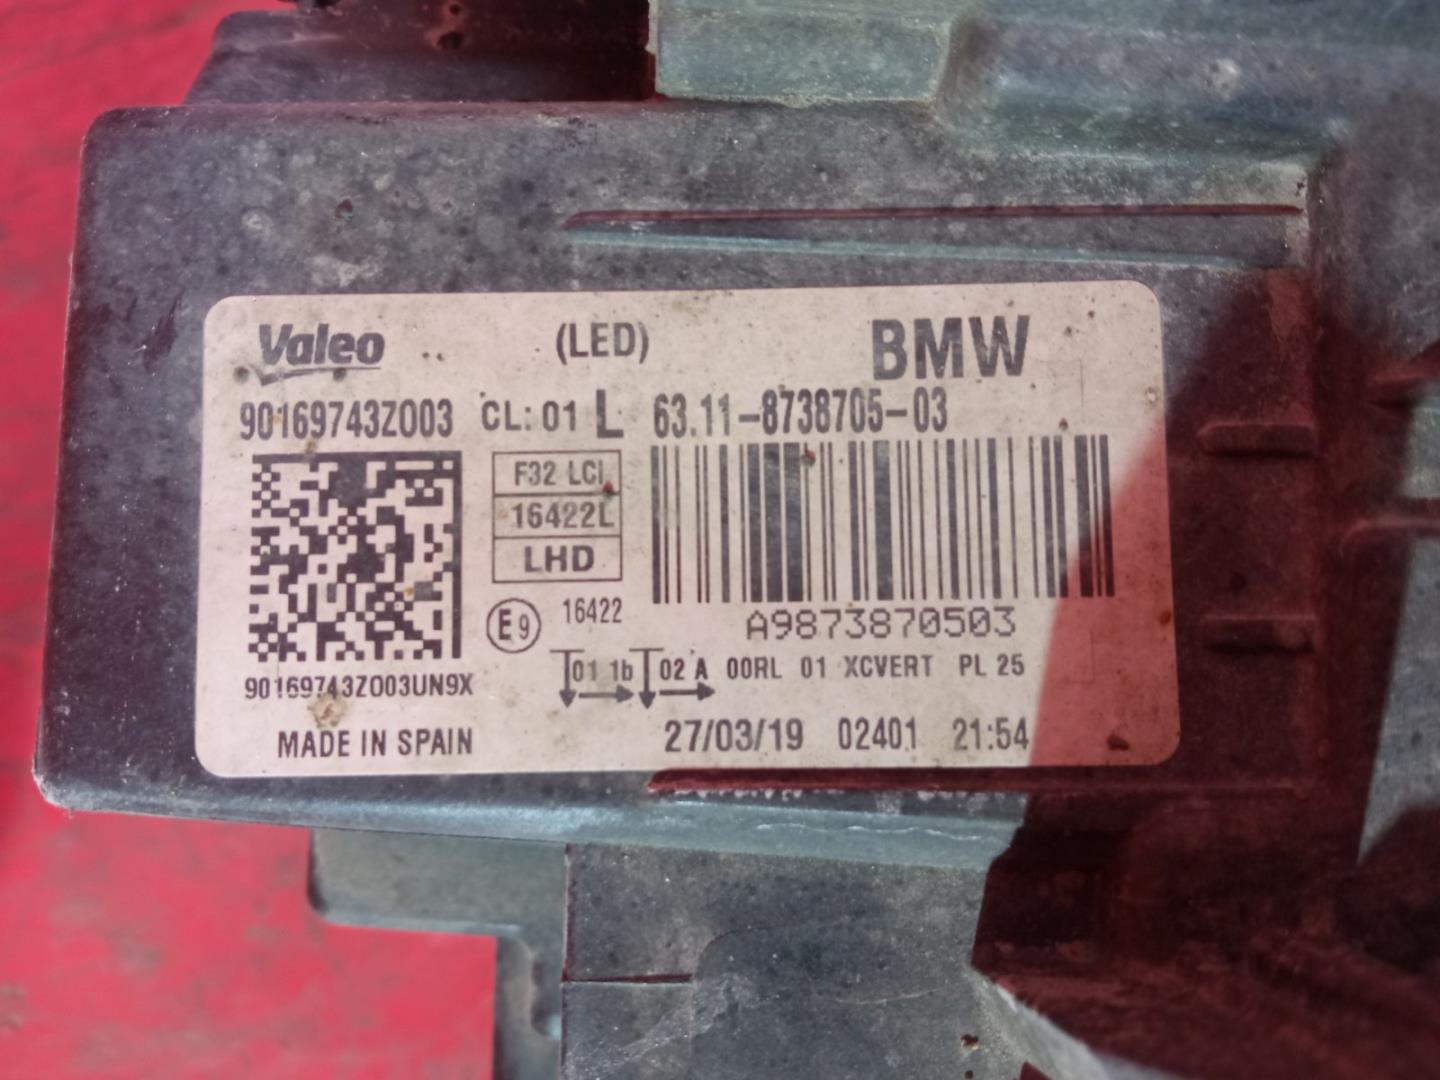 Valeo (LED) BMW
90169743Z003 CL: 01 L 63.11-8738705-03
F32 LCI
16422L
LHD
E9 16422
A9873870503
90169743Z003UN9X
01 1b 02 A 00RL 01 XCVERT PL 25
MADE IN SPAIN 27/03/19 02401 21:54